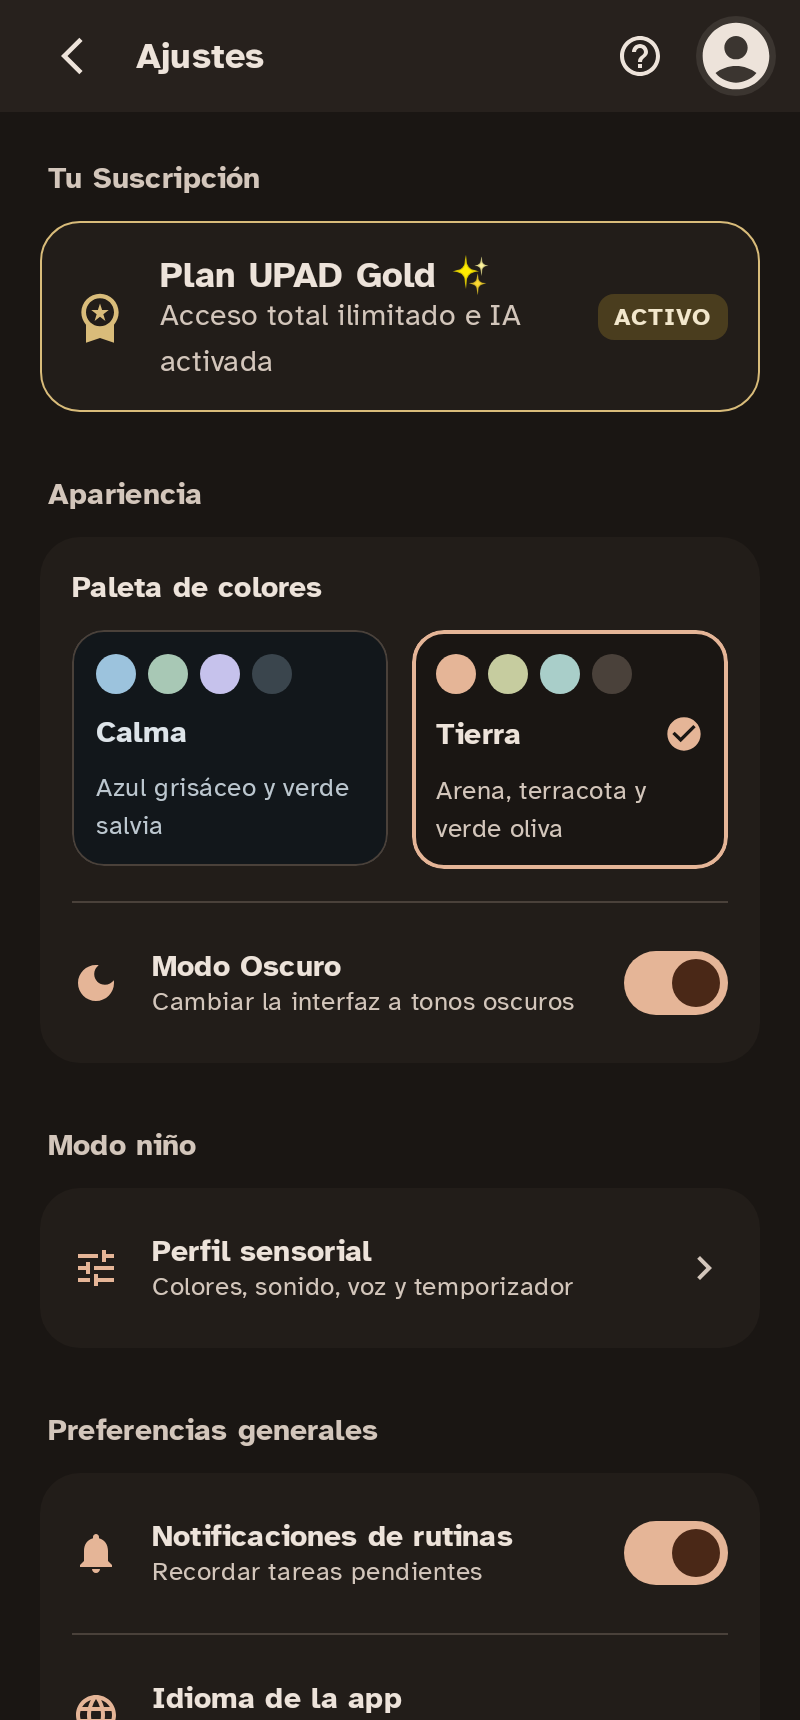 Ajustes
Tu Suscripción
Plan UPAD Gold ✨
Acceso total ilimitado e IA
activada
ACTIVO
Apariencia
Paleta de colores
Calma
Azul grisáceo y verde
salvia
Tierra
Arena, terracota y
verde oliva
Modo Oscuro
Cambiar la interfaz a tonos oscuros
Modo niño
Perfil sensorial
Colores, sonido, voz y temporizador
Preferencias generales
Notificaciones de rutinas
Recordar tareas pendientes
Idioma de la app